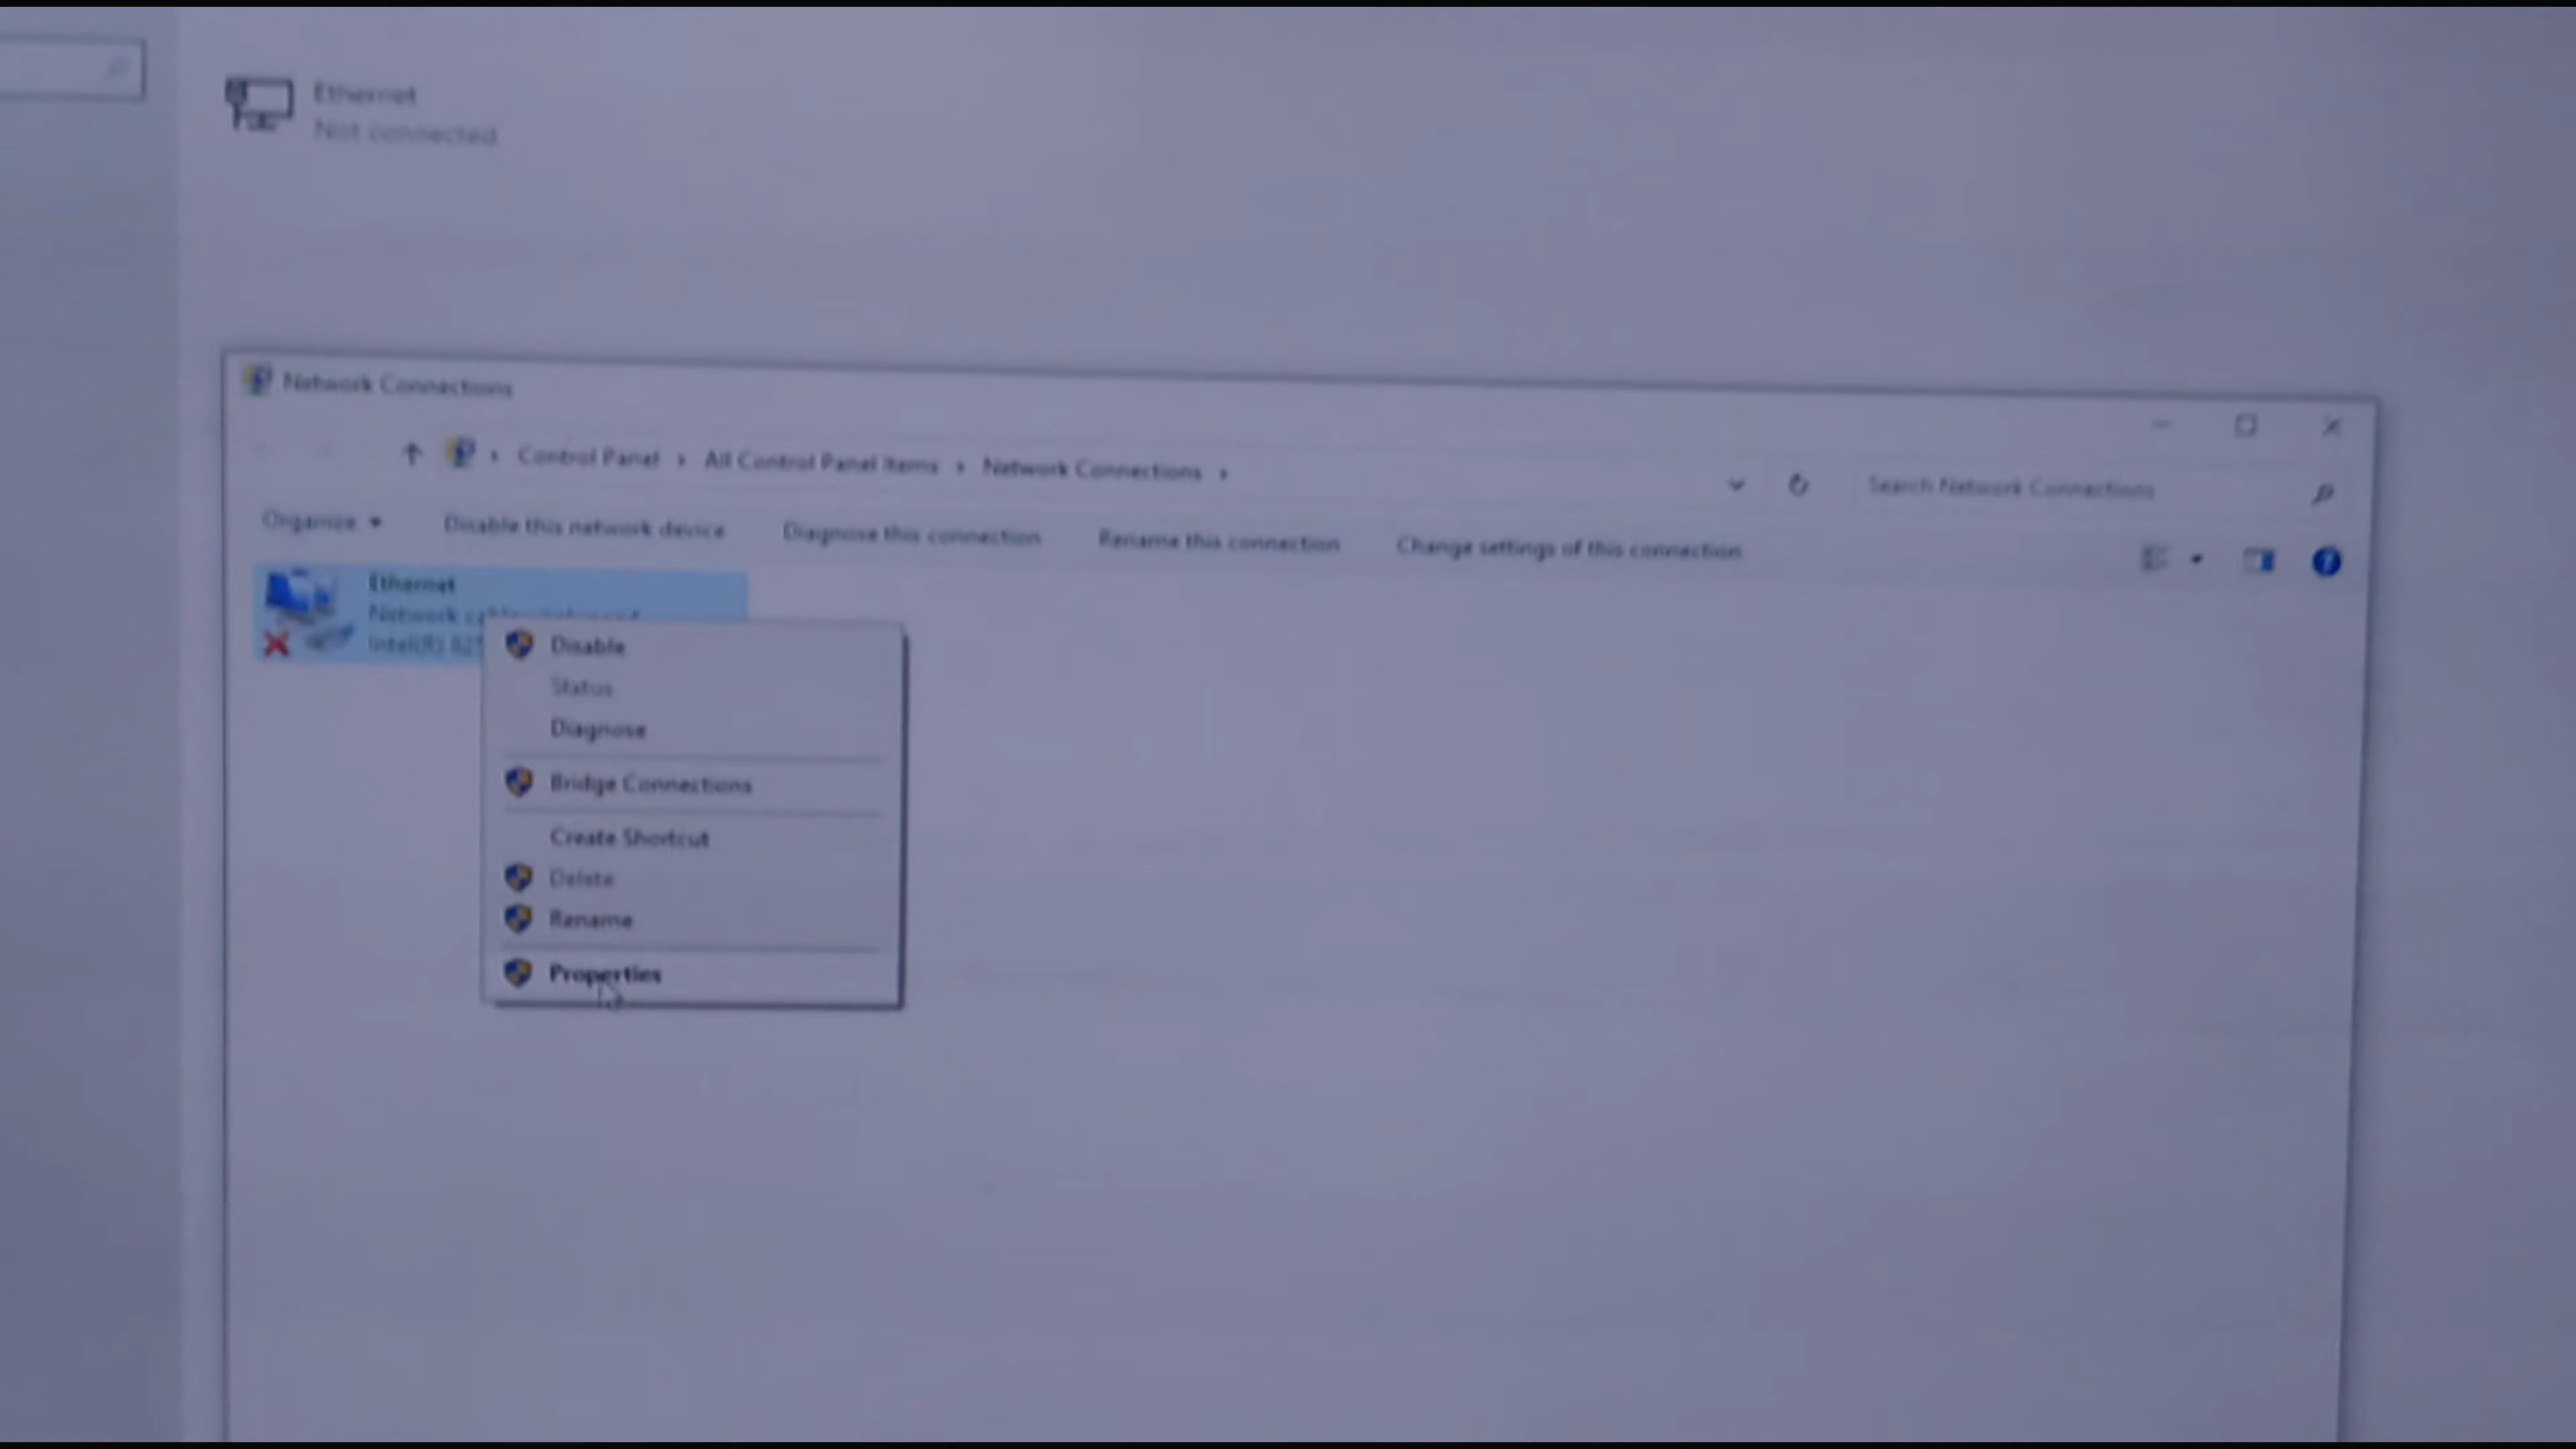 Ethernet
Not connected
Network Connections
Control Panel › All Control Panel Items › Network Connections ›
Search Network Connections
Organize
Disable this network device
Diagnose this connection
Rename this connection
Change settings of this connection
Ethernet
Network
Intel(R)
Disable
Status
Diagnose
Bridge Connections
Create Shortcut
Delete
Rename
Properties